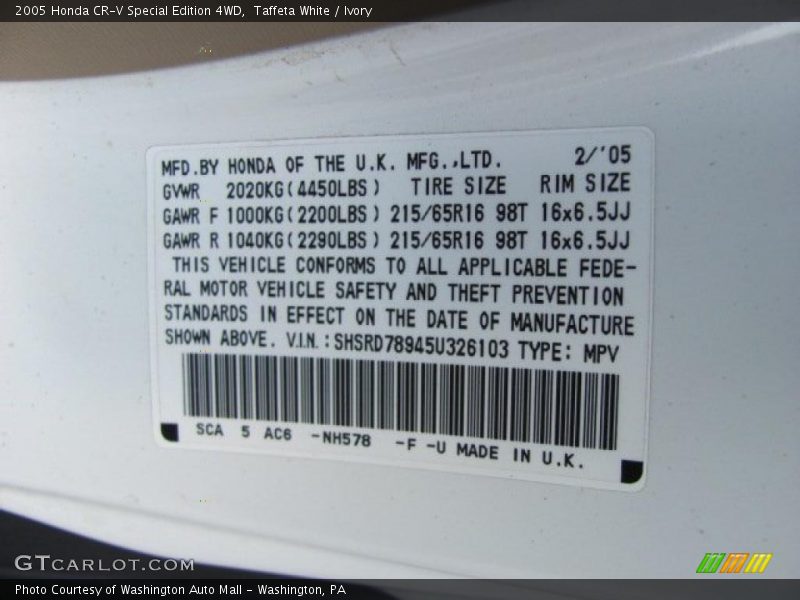 2005 Honda CR-V Special Edition 4WD, Taffeta White / Ivory
MFD.BY HONDA OF THE U.K. MFG.,LTD. 2/'05
GVWR 2020KG(4450LBS) TIRE SIZE RIM SIZE
GAWR F 1000KG(2200LBS) 215/65R16 98T 16x6.5JJ
GAWR R 1040KG(2290LBS) 215/65R16 98T 16x6.5JJ
THIS VEHICLE CONFORMS TO ALL APPLICABLE FEDE-
RAL MOTOR VEHICLE SAFETY AND THEFT PREVENTION
STANDARDS IN EFFECT ON THE DATE OF MANUFACTURE
SHOWN ABOVE. V.I.N.:SHSRD78945U326103 TYPE: MPV
SCA 5 AC6 -NH578 -F -U MADE IN U.K.
GTCARLOT.COM
Photo Courtesy of Washington Auto Mall - Washington, PA